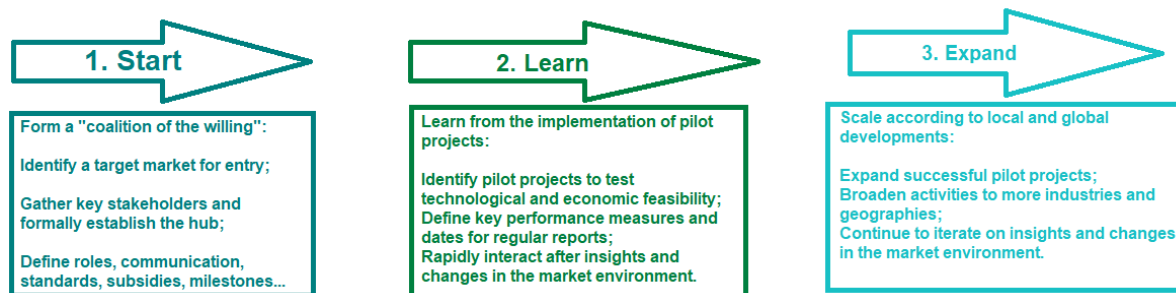 1. Start
Form a "coalition of the willing":
Identify a target market for entry;
Gather key stakeholders and
formally establish the hub;
Define roles, communication,
standards, subsidies, milestones...
2. Learn
Learn from the implementation of pilot
projects:
Identify pilot projects to test
technological and economic feasibility;
Define key performance measures and
dates for regular reports;
Rapidly interact after insights and
changes in the market environment.
3. Expand
Scale according to local and global
developments:
Expand successful pilot projects;
Broaden activities to more industries and
geographies;
Continue to iterate on insights and changes
in the market environment.